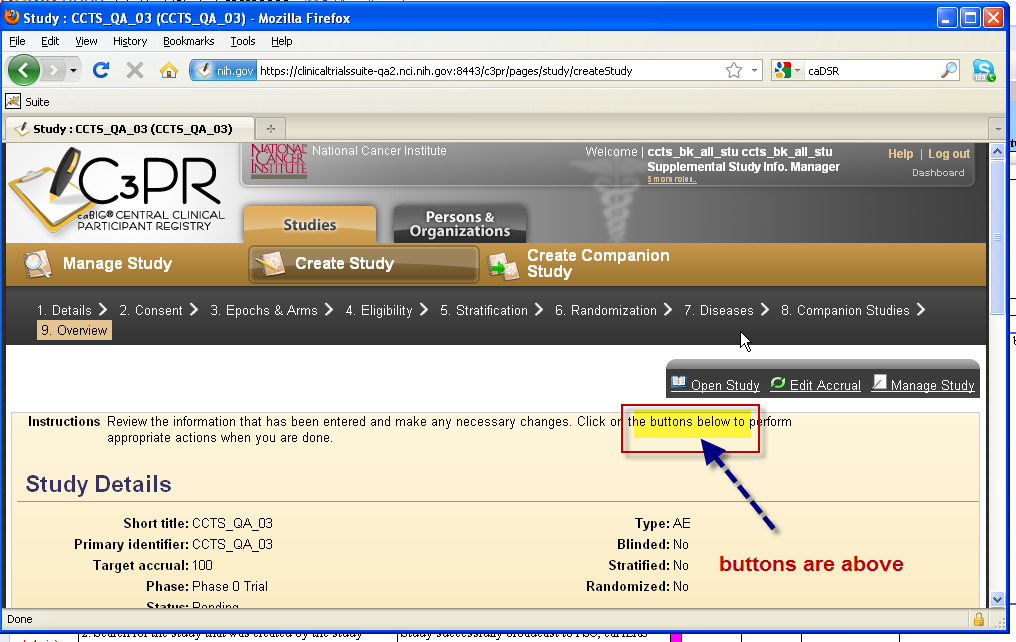 Study : CCTS_QA_03 (CCTS_QA_03) - Mozilla Firefox
File Edit View History Bookmarks Tools Help
nih.gov https://clinicaltrialssuite-qa2.nci.nih.gov:8443/c3pr/pages/study/createStudy caDSR
Suite
Study : CCTS_QA_03 (CCTS_QA_03)
C3PR
caBIG® CENTRAL CLINICAL
PARTICIPANT REGISTRY
NATIONAL
CANCER
INSTITUTE
National Cancer Institute
Welcome | ccts_bk_all_stu ccts_bk_all_stu
Supplemental Study Info. Manager
5 more roles..
Help | Log out
Dashboard
Studies
Persons &
Organizations
Manage Study
Create Study
Create Companion
Study
1. Details 2. Consent 3. Epochs & Arms 4. Eligibility 5. Stratification 6. Randomization 7. Diseases 8. Companion Studies
9. Overview
Open Study Edit Accrual Manage Study
Instructions Review the information that has been entered and make any necessary changes. Click on the buttons below to perform
appropriate actions when you are done.
Study Details
Short title: CCTS_QA_03
Primary identifier: CCTS_QA_03
Target accrual: 100
Phase: Phase 0 Trial
Status: Pending
Type: AE
Blinded: No
Stratified: No
Randomized: No
buttons are above
Done